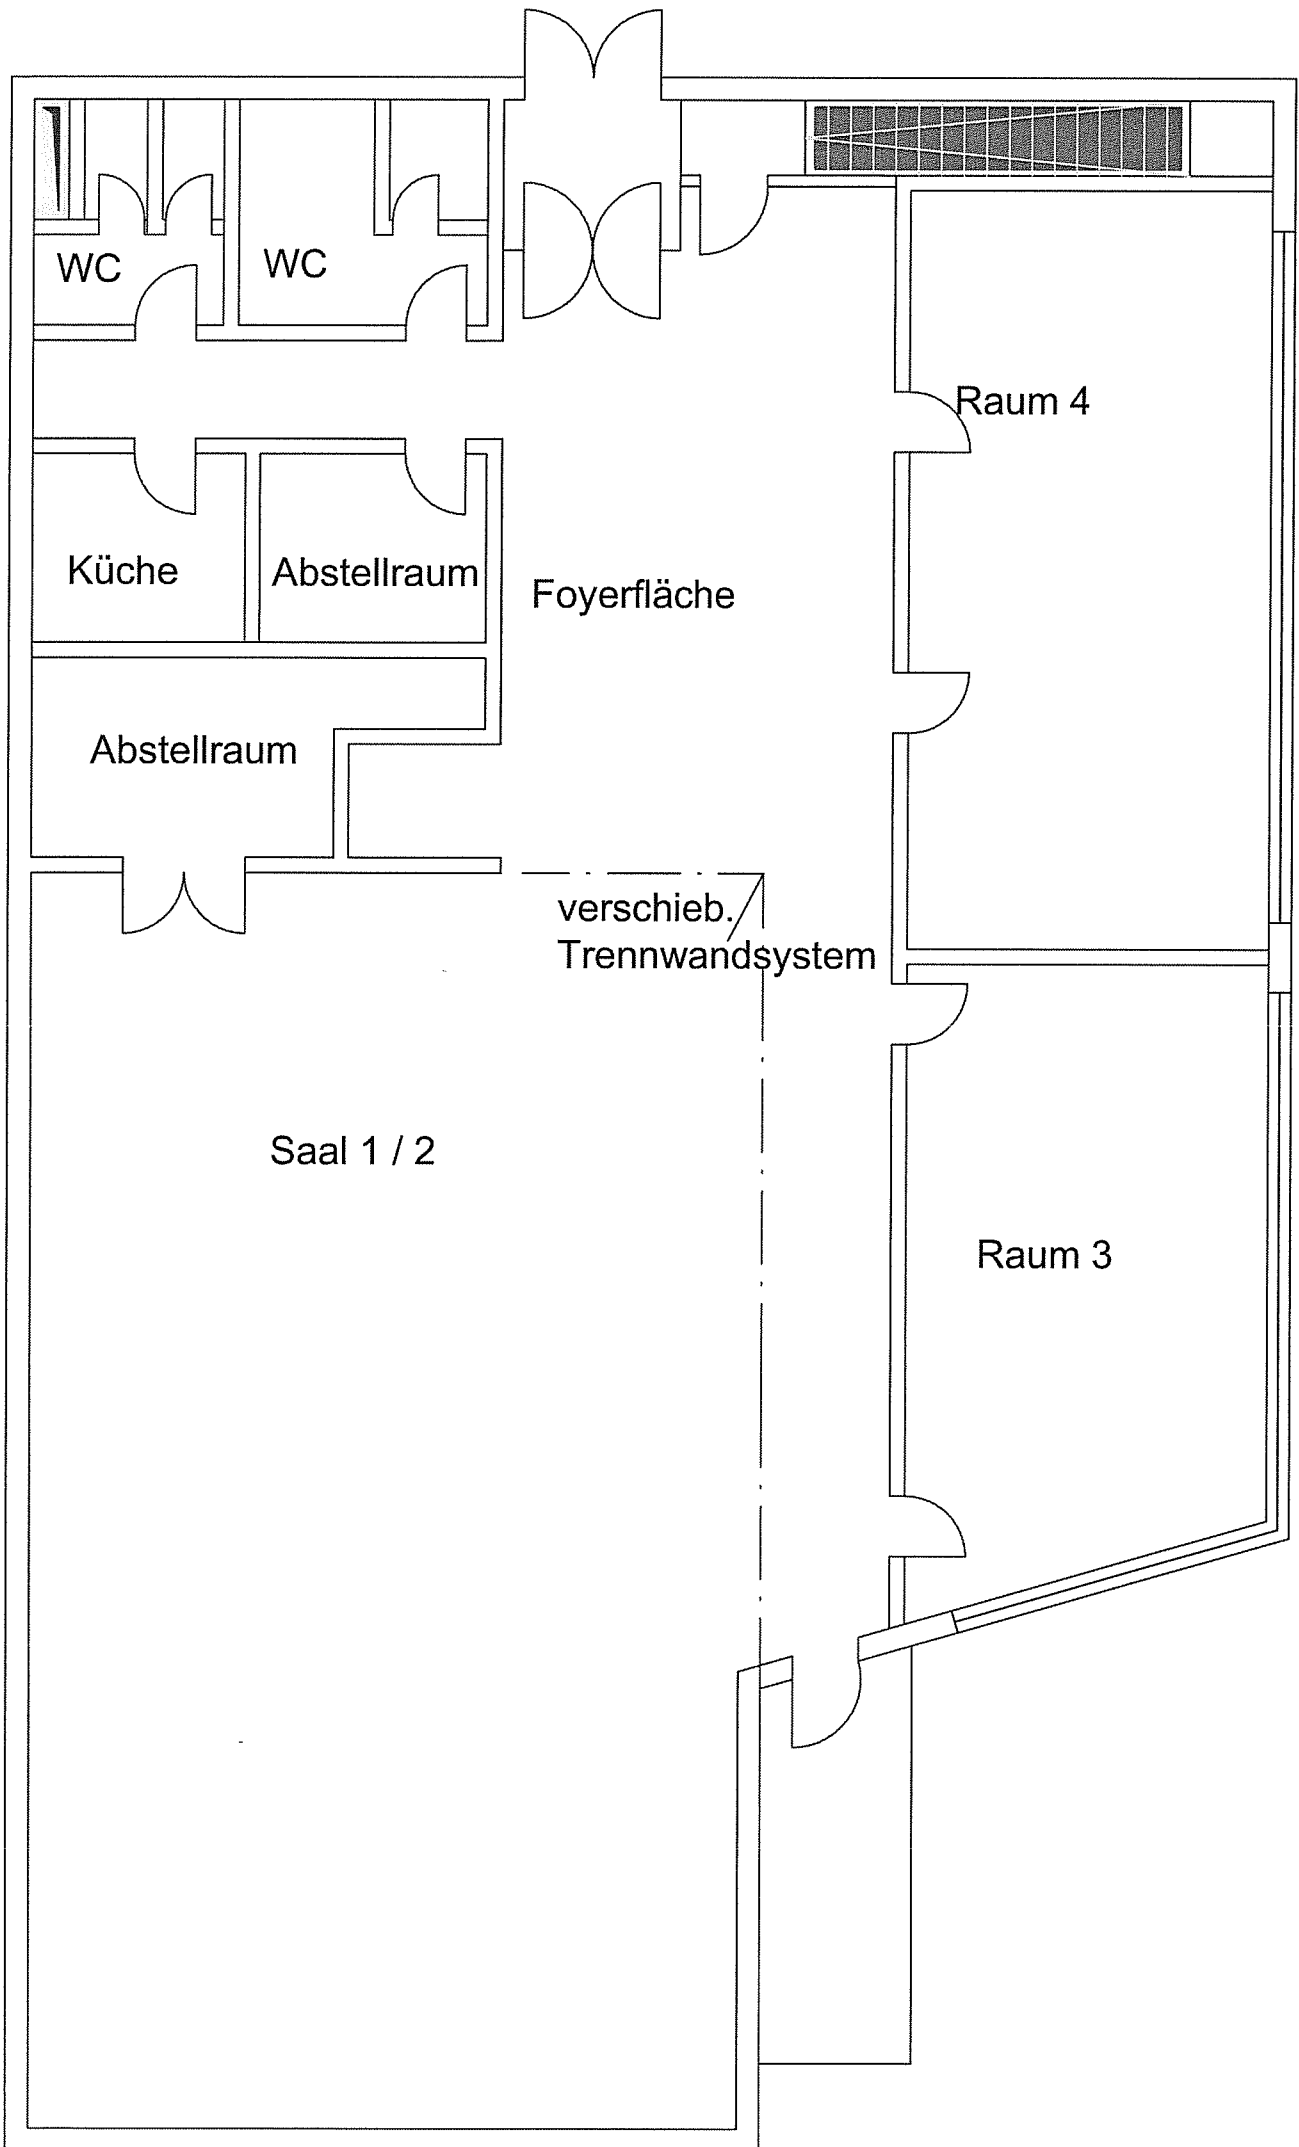 WC
WC
Raum 4
Küche
Abstellraum
Foyerfläche
Abstellraum
verschieb.
Trennwandsystem
Saal 1 / 2
Raum 3